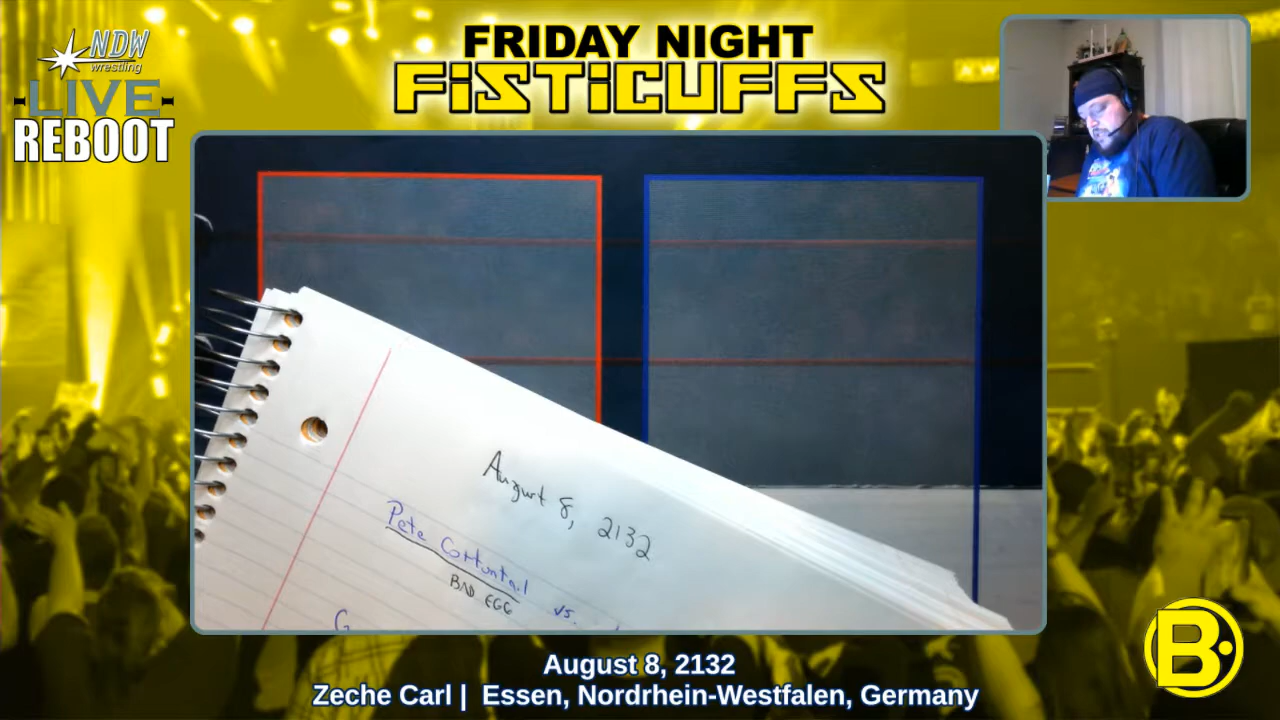 FRIDAY NIGHT
FiSTiCUFFS
NDW
wrestling
LIVE
REBOOT
August 8, 2132
Pete Cottontail vs.
BAD EGG
G
B
August 8, 2132
Zeche Carl | Essen, Nordrhein-Westfalen, Germany